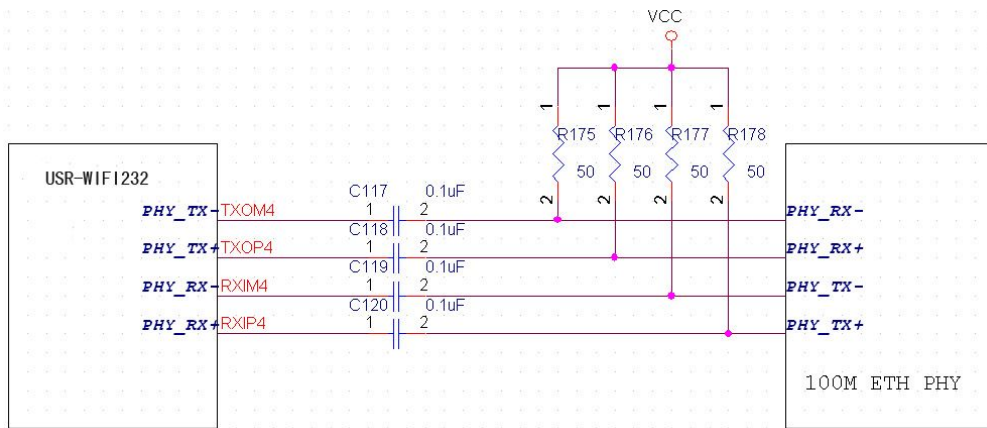 VCC
1 1 1 1
R175 R176 R177 R178
50 50 50 50
2 2 2 2
USR-WIFI232
C117 0.1uF
PHY_TX- TXOM4 1 2 PHY_RX-
C118 0.1uF
PHY_TX+ TXOP4 1 2 PHY_RX+
C119 0.1uF
PHY_RX- RXIM4 1 2 PHY_TX-
C120 0.1uF
PHY_RX+ RXIP4 1 2 PHY_TX+
100M ETH PHY